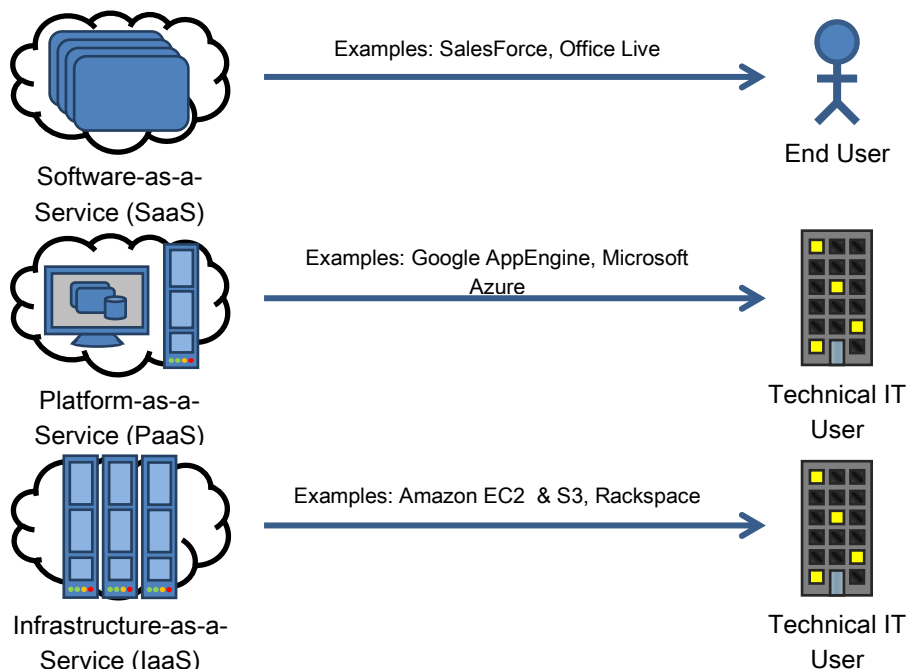 Examples: SalesForce, Office Live
End User
Software-as-a-
Service (SaaS)
Examples: Google AppEngine, Microsoft
Azure
Technical IT
User
Platform-as-a-
Service (PaaS)
Examples: Amazon EC2  & S3, Rackspace
Technical IT
User
Infrastructure-as-a-
Service (IaaS)